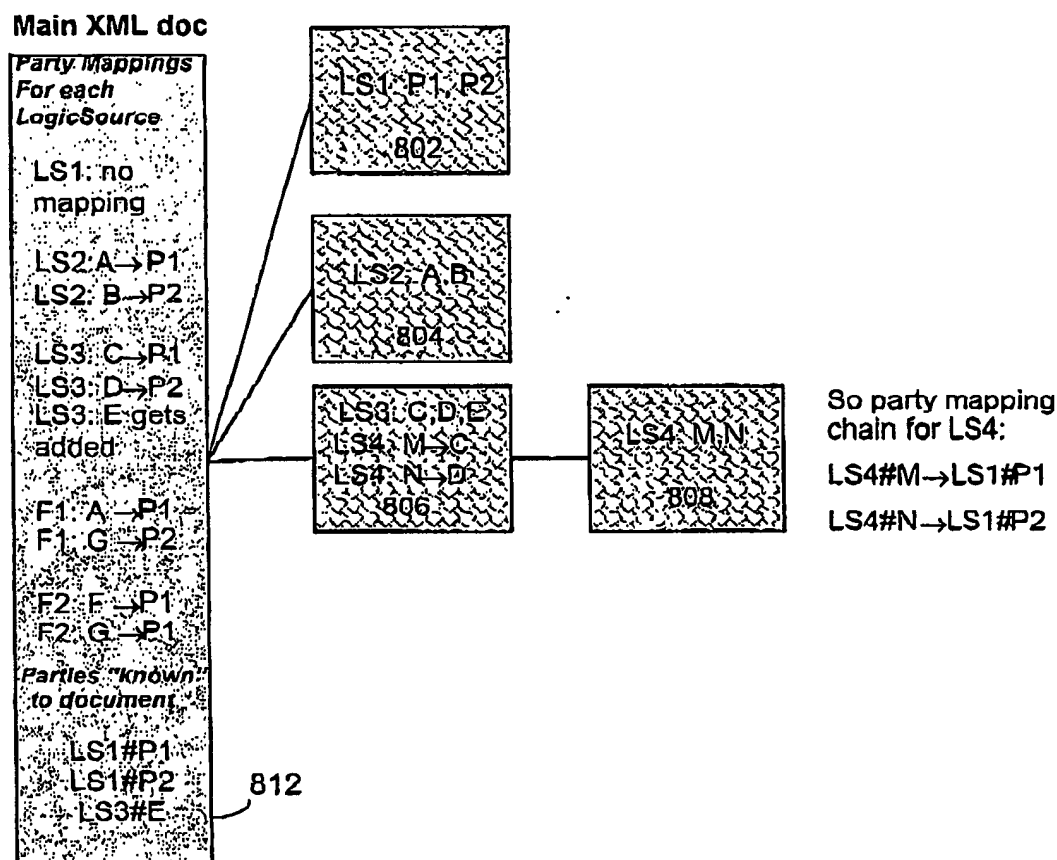 Main XML doc
Party Mappings
For each
LogicSource
LS1: no
mapping
LS2: A→P1
LS2: B→P2
LS3: C→P1
LS3: D→P2
LS3: E gets
added
F1: A →P1
F1: G →P2
F2: F →P1
F2: G →P1
Parties "known"
to document
LS1#P1
LS1#P2
LS3#E
812
LS1: P1, P2
802
LS2: A,B
804
LS3: C,D,E
LS4: M→C
LS4: N→D
806
LS4: M,N
808
So party mapping
chain for LS4:
LS4#M→LS1#P1
LS4#N→LS1#P2